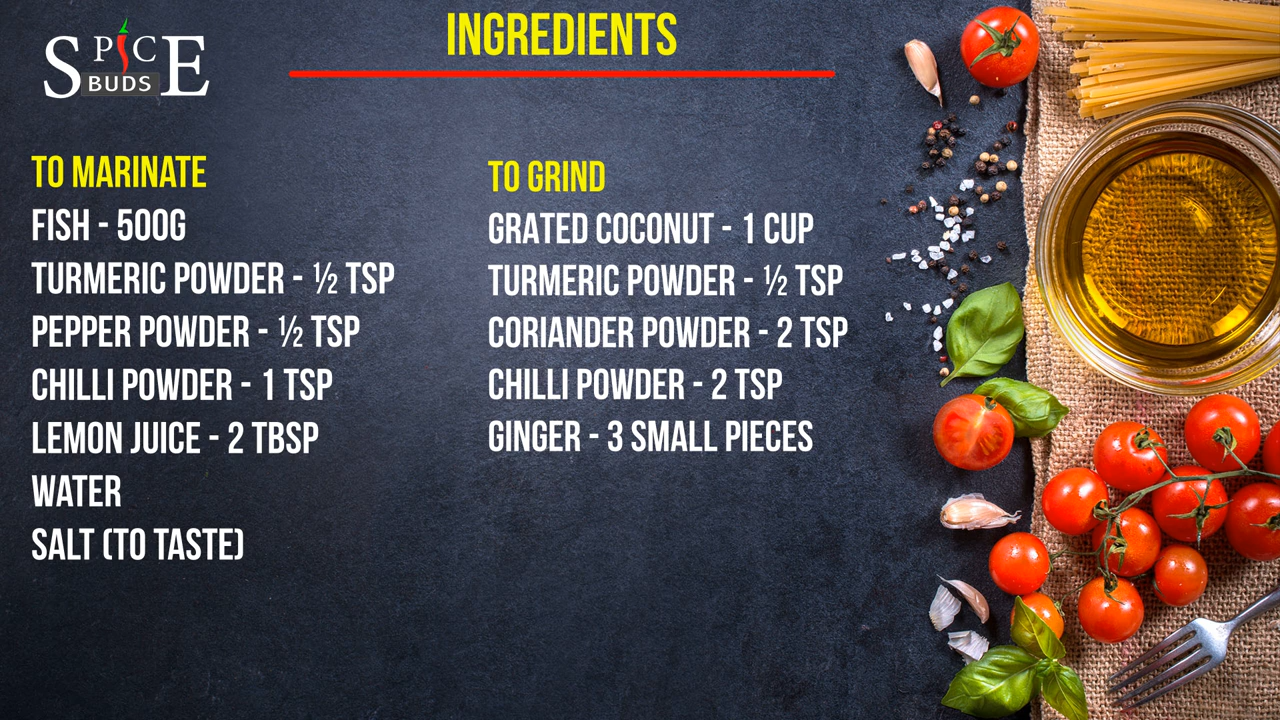 SPICE
BUDS
INGREDIENTS
TO MARINATE
FISH - 500G
TURMERIC POWDER - ½ TSP
PEPPER POWDER - ½ TSP
CHILLI POWDER - 1 TSP
LEMON JUICE - 2 TBSP
WATER
SALT (TO TASTE)
TO GRIND
GRATED COCONUT - 1 CUP
TURMERIC POWDER - ½ TSP
CORIANDER POWDER - 2 TSP
CHILLI POWDER - 2 TSP
GINGER - 3 SMALL PIECES